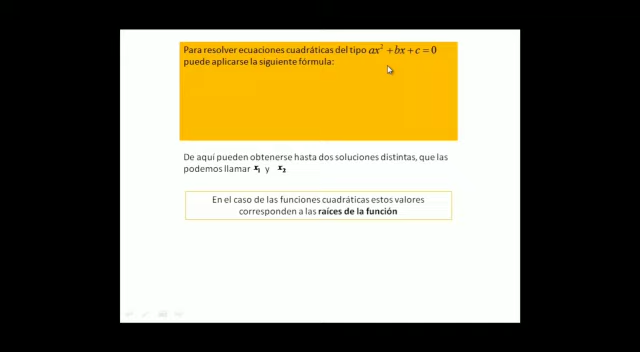 Para resolver ecuaciones cuadráticas del tipo ax² + bx + c = 0
puede aplicarse la siguiente fórmula:
De aquí pueden obtenerse hasta dos soluciones distintas, que las
podemos llamar x₁ y x₂
En el caso de las funciones cuadráticas estos valores
corresponden a las raíces de la función